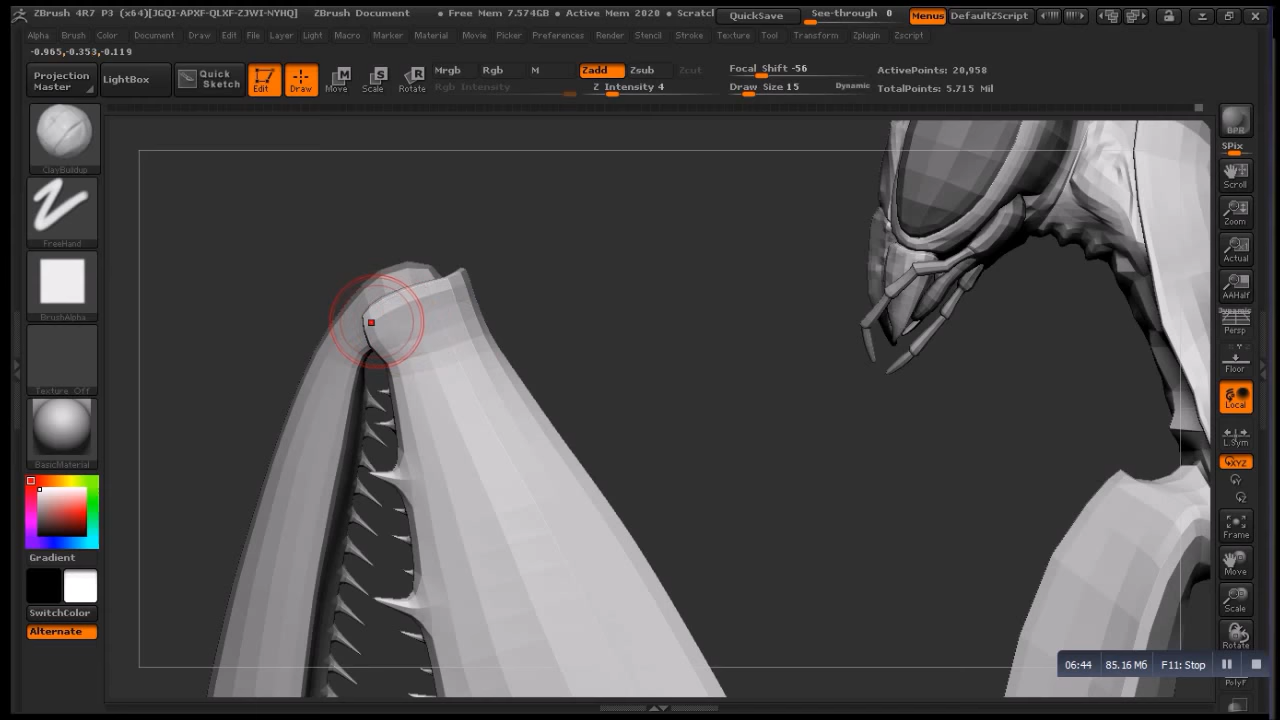 ZBrush 4R7 P3 (x64)[JGQI-APXF-QLXF-ZJWI-NYHQ] ZBrush Document • Free Mem 7.574GB • Active Mem 2020 • Scratch QuickSave See-through 0 Menus DefaultZScript
Alpha Brush Color Document Draw Edit File Layer Light Macro Marker Material Movie Picker Preferences Render Stencil Stroke Texture Tool Transform Zplugin Zscript
-0.965,-0.353,-0.119
Projection Master
LightBox
Quick Sketch
Edit
Draw
Move
Scale
Rotate
Mrgb Rgb M
Rgb Intensity
Zadd Zsub Zcut
Z Intensity 4
Focal Shift -56
Draw Size 15 Dynamic
ActivePoints: 20,958
TotalPoints: 5.715 Mil
ClayBuildup
FreeHand
BrushAlpha
Texture Off
BasicMaterial
Gradient
SwitchColor
Alternate
BPR
SPix
Scroll
Zoom
Actual
AAHalf
Dynamic
Persp
Floor
Local
L.Sym
XYZ
Frame
Move
Scale
Rotate
PolyF
06:44 85.16 Мб F11: Stop